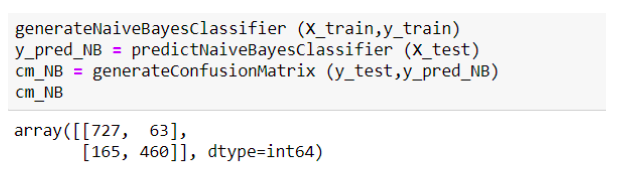 generateNaiveBayesClassifier (X_train,y_train)
y_pred_NB = predictNaiveBayesClassifier (X_test)
cm_NB = generateConfusionMatrix (y_test,y_pred_NB)
cm_NB
array([[727,  63],
       [165, 460]], dtype=int64)